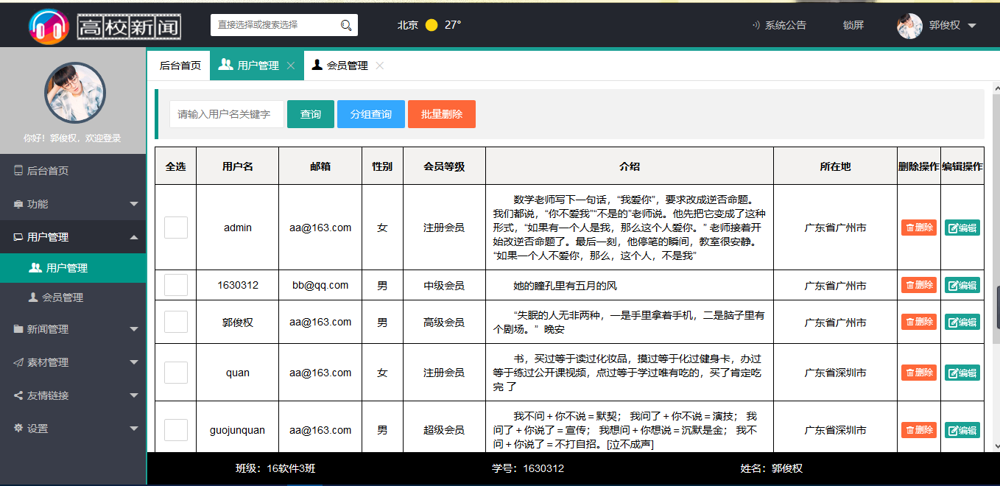 高校新闻
直接选择或搜索选择
北京 27°
系统公告
锁屏
郭俊权
你好！郭俊权，欢迎登录
后台首页
功能
用户管理
用户管理
会员管理
新闻管理
素材管理
友情链接
设置
后台首页 用户管理 会员管理
请输入用户名关键字 查询 分组查询 批量删除
全选 用户名 邮箱 性别 会员等级 介绍 所在地 删除操作 编辑操作
admin aa@163.com 女 注册会员
数学老师写下一句话，“我爱你”，要求改成逆否命题。
我们都说，“你不爱我”“不是的”老师说。他先把它变成了这种
形式，“如果有一个人是我，那么这个人爱你。” 老师接着开
始改逆否命题了。最后一刻，他停笔的瞬间，教室很安静。
“如果一个人不爱你，那么，这个人，不是我”
广东省广州市 删除 编辑
1630312 bb@qq.com 男 中级会员 她的瞳孔里有五月的风 广东省广州市 删除 编辑
郭俊权 aa@163.com 男 高级会员
“失眠的人无非两种，一是手里拿着手机，二是脑子里有
个剧场。” 晚安
广东省广州市 删除 编辑
quan aa@163.com 女 注册会员
书，买过等于读过化妆品，摸过等于化过健身卡，办过
等于练过公开课视频，点过等于学过唯有吃的，买了肯定吃
完 了
广东省深圳市 删除 编辑
guojunquan aa@163.com 男 超级会员
我不问＋你不说＝默契； 我问了＋你不说＝演技； 我
问了＋你说了＝宣传； 我想问＋你想说＝沉默是金； 我不
问＋你说了＝不打自招。[泣不成声]
广东省深圳市 删除 编辑
班级：16软件3班 学号：1630312 姓名：郭俊权